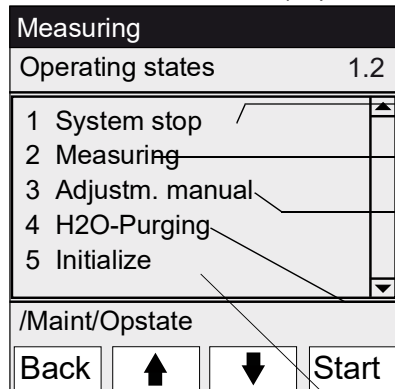 Measuring
Operating states 1.2
1 System stop
2 Measuring
3 Adjustm. manual
4 H2O-Purging
5 Initialize
/Maint/Opstate
Back Start